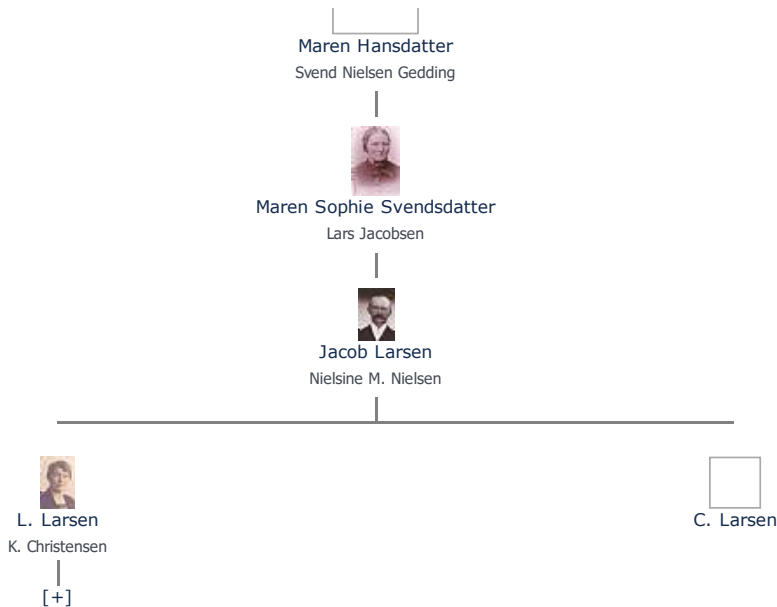 Maren Hansdatter
Svend Nielsen Gedding
Maren Sophie Svendsdatter
Lars Jacobsen
Jacob Larsen
Nielsine M. Nielsen
L. Larsen
K. Christensen
[+]
C. Larsen